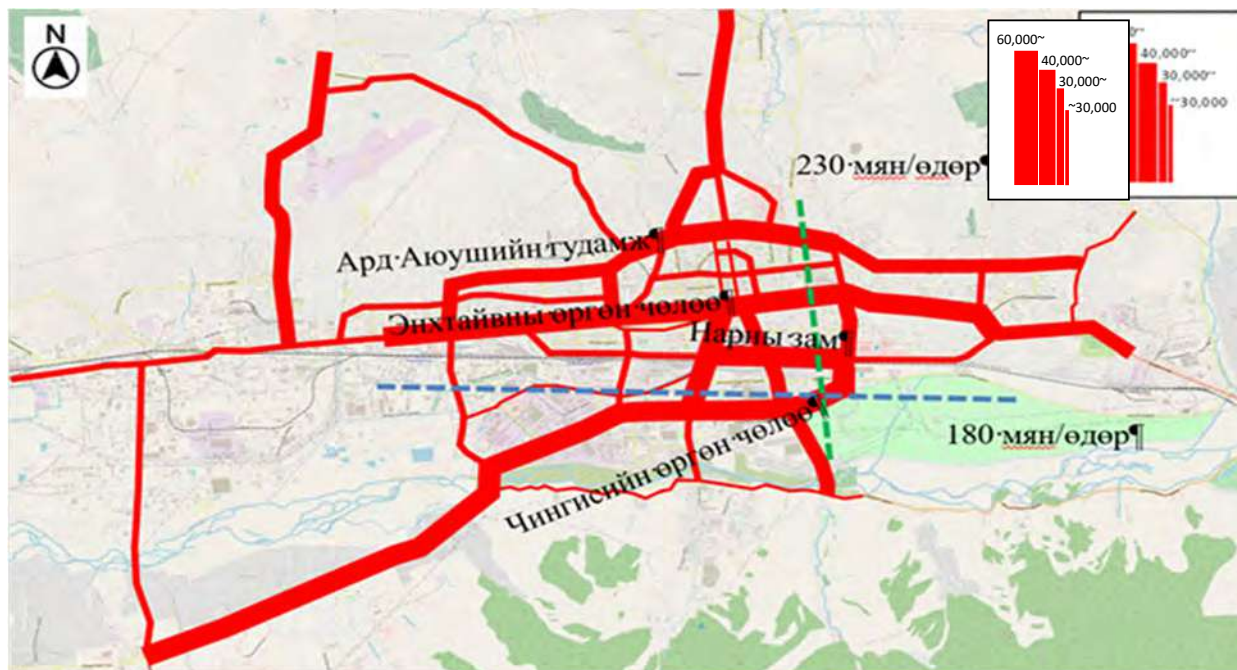 N
60,000~
40,000~
30,000~
~30,000
40,000~
30,000~
~30,000
230·мян/өдөр¶
Ард·Аюушийн·гудамж¶
Энхтайвны·өргөн·чөлөө¶
Нарны·зам¶
Чингисийн·өргөн·чөлөө¶
180·мян/өдөр¶